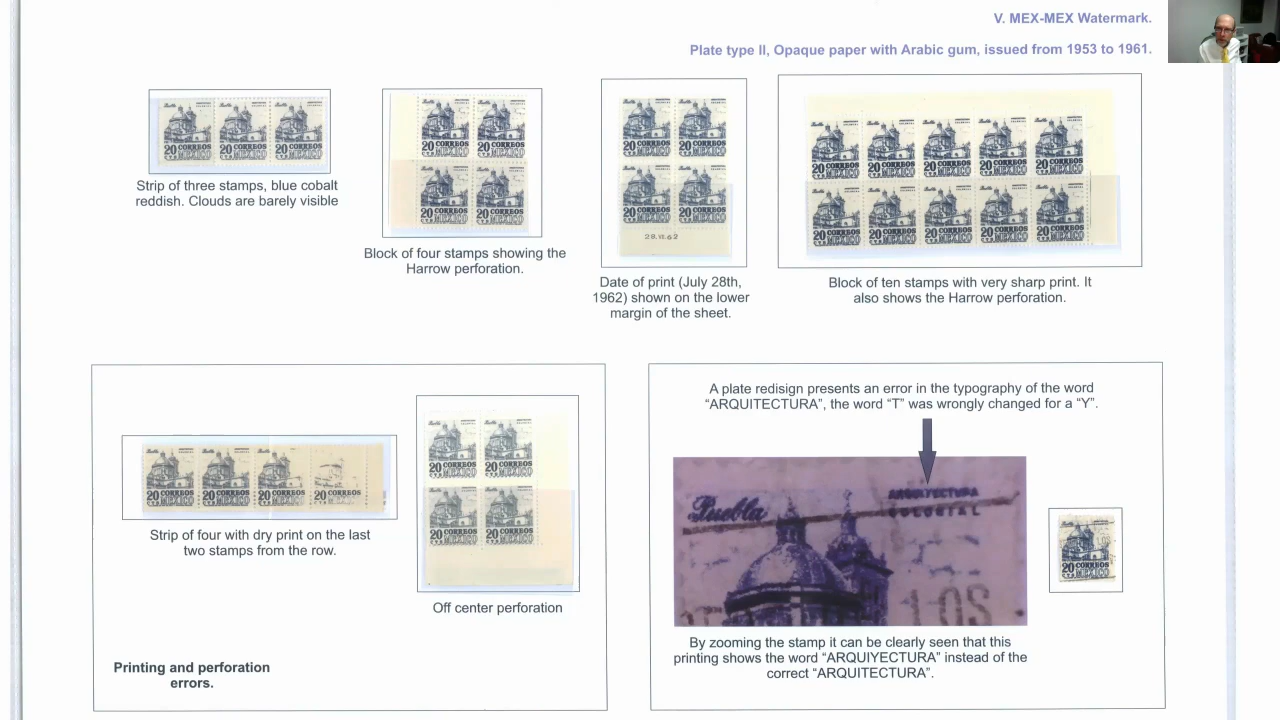 V. MEX-MEX Watermark.
Plate type II, Opaque paper with Arabic gum, issued from 1953 to 1961.
Strip of three stamps, blue cobalt
reddish. Clouds are barely visible
Block of four stamps showing the
Harrow perforation.
28.VI.62
Date of print (July 28th,
1962) shown on the lower
margin of the sheet.
Block of ten stamps with very sharp print. It
also shows the Harrow perforation.
20 CORREOS
MEXICO
Strip of four with dry print on the last
two stamps from the row.
Off center perforation
Printing and perforation
errors.
A plate redisign presents an error in the typography of the word
“ARQUITECTURA”, the word “T” was wrongly changed for a “Y”.
Puebla
COLONIAL
By zooming the stamp it can be clearly seen that this
printing shows the word “ARQUIYECTURA” instead of the
correct “ARQUITECTURA”.